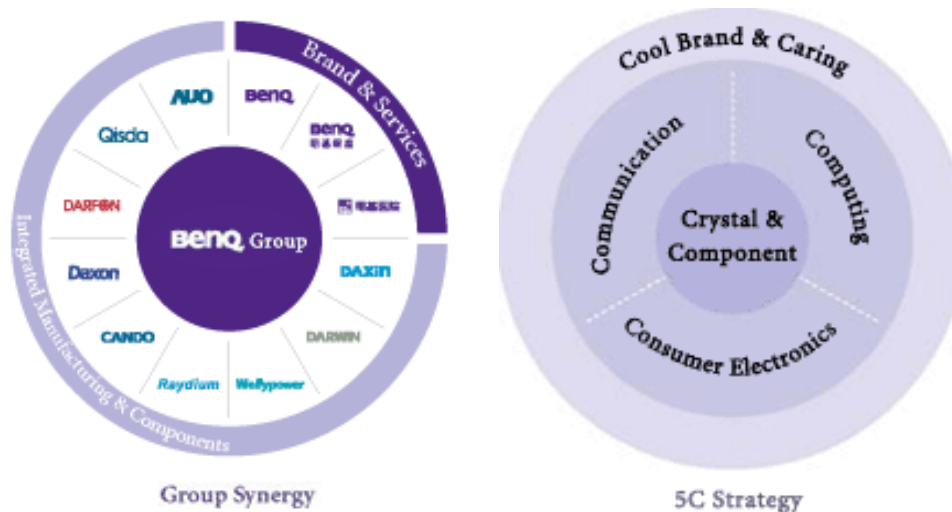 Brand & Services
AUO
BenQ
Qisda
BenQ
DARFON
BenQ Group
Daxon
DAXIN
CANDO
DARWIN
Raydium
Wellypower
Integrated Manufacturing & Components
Group Synergy
Cool Brand & Caring
Communication
Computing
Crystal &
Component
Consumer Electronics
5C Strategy